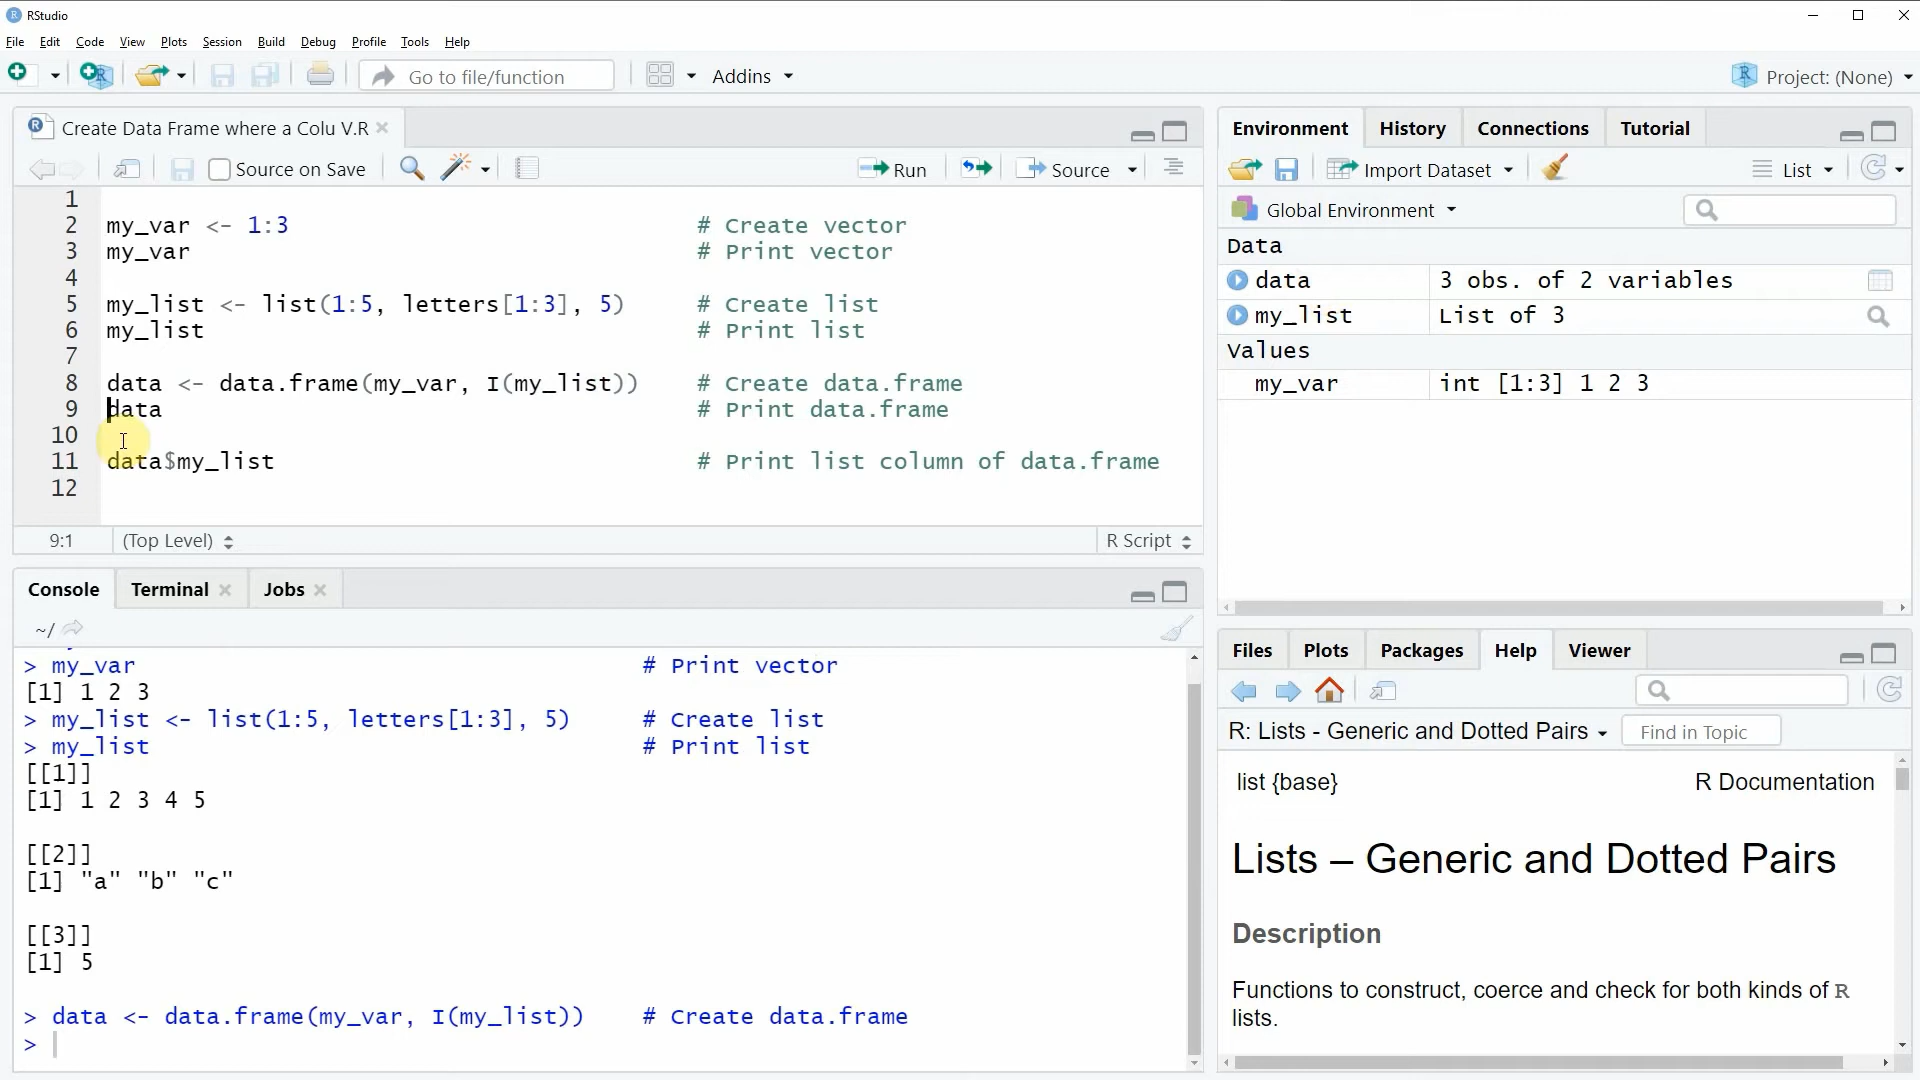 RStudio
File Edit Code View Plots Session Build Debug Profile Tools Help
Go to file/function Addins Project: (None)
Create Data Frame where a Colu V.R
Source on Save Run Source
1
2 my_var <- 1:3 # Create vector
3 my_var # Print vector
4
5 my_list <- list(1:5, letters[1:3], 5) # Create list
6 my_list # Print list
7
8 data <- data.frame(my_var, I(my_list)) # Create data.frame
9 data # Print data.frame
10
11 data$my_list # Print list column of data.frame
12
9:1 (Top Level) R Script
Console Terminal Jobs
~/
> my_var # Print vector
[1] 1 2 3
> my_list <- list(1:5, letters[1:3], 5) # Create list
> my_list # Print list
[[1]]
[1] 1 2 3 4 5
[[2]]
[1] "a" "b" "c"
[[3]]
[1] 5
> data <- data.frame(my_var, I(my_list)) # Create data.frame
>
Environment History Connections Tutorial
Import Dataset List
Global Environment
Data
data 3 obs. of 2 variables
my_list List of 3
Values
my_var int [1:3] 1 2 3
Files Plots Packages Help Viewer
R: Lists - Generic and Dotted Pairs Find in Topic
list {base} R Documentation
Lists – Generic and Dotted Pairs
Description
Functions to construct, coerce and check for both kinds of R
lists.